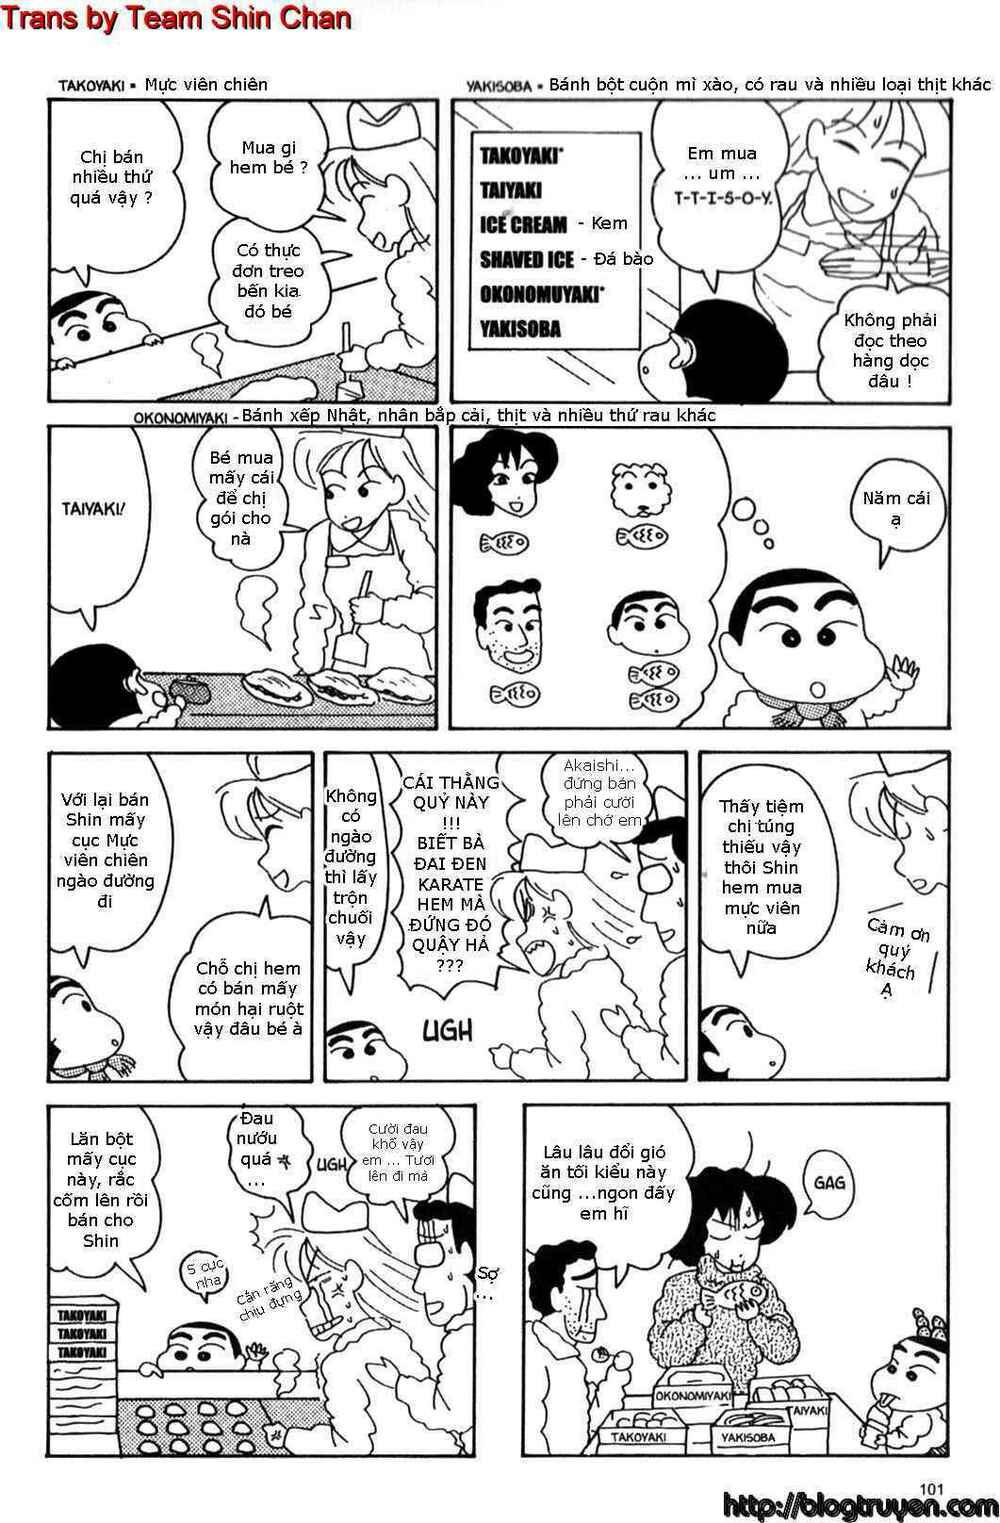 Trans by Team Shin Chan
TAKOYAKI - Mực viên chiên
YAKISOBA - Bánh bột cuộn mì xào, có rau và nhiều loại thịt khác
Chị bán
nhiều thứ
quá vậy ?
Mua gi
hem bé ?
Có thực
đơn treo
bến kia
đó bé
TAKOYAKI*
TAIYAKI
ICE CREAM - Kem
SHAVED ICE - Đá bào
OKONOMUYAKI*
YAKISOBA
Em mua
... um ...
T-T-I-S-O-Y.
Không phải
đọc theo
hàng dọc
đâu !
OKONOMIYAKI - Bánh xếp Nhật, nhân bắp cải, thịt và nhiều thứ rau khác
TAIYAKI!
Bé mua
mấy cái
để chị
gói cho
nà
Năm cái
ạ
Với lại bán
Shin mấy
cục Mực
viên chiên
ngào đường
đi
Chỗ chị hem
có bán mấy
món hại ruột
vậy đâu bé à
Không
có
ngào đường
thì lấy
trộn
chuối
vậy
CÁI THẰNG
QUỶ NÀY
!!!
BIẾT BÀ
ĐAI ĐEN
KARATE
HEM MÀ
ĐỨNG ĐÓ
QUẬY HẢ
???
UGH
Akaishi...
đứng bán
phải cười
lên chớ em
Thấy tiệm
chị túng
thiếu vậy
thôi Shin
hem mua
mực viên
nữa
Cảm ơn
quý
khách
Ạ
Lăn bột
mấy cục
này, rắc
cốm lên rồi
bán cho
Shin
5 cục
nha
Đau
nướu
quá
...
UGH
Cười đau
khổ vậy
em ... Tươi
lên đi mà
Cắn răng
chịu đựng
Sợ
...
TAKOYAKI
TAKOYAKI
TAKOYAKI
Lâu lâu đổi gió
ăn tối kiểu này
cũng ...ngon đấy
em hĩ
GAG
OKONOMIYAKI
TAIYAKI
TAKOYAKI
YAKISOBA
101
http://blogtruyen.com